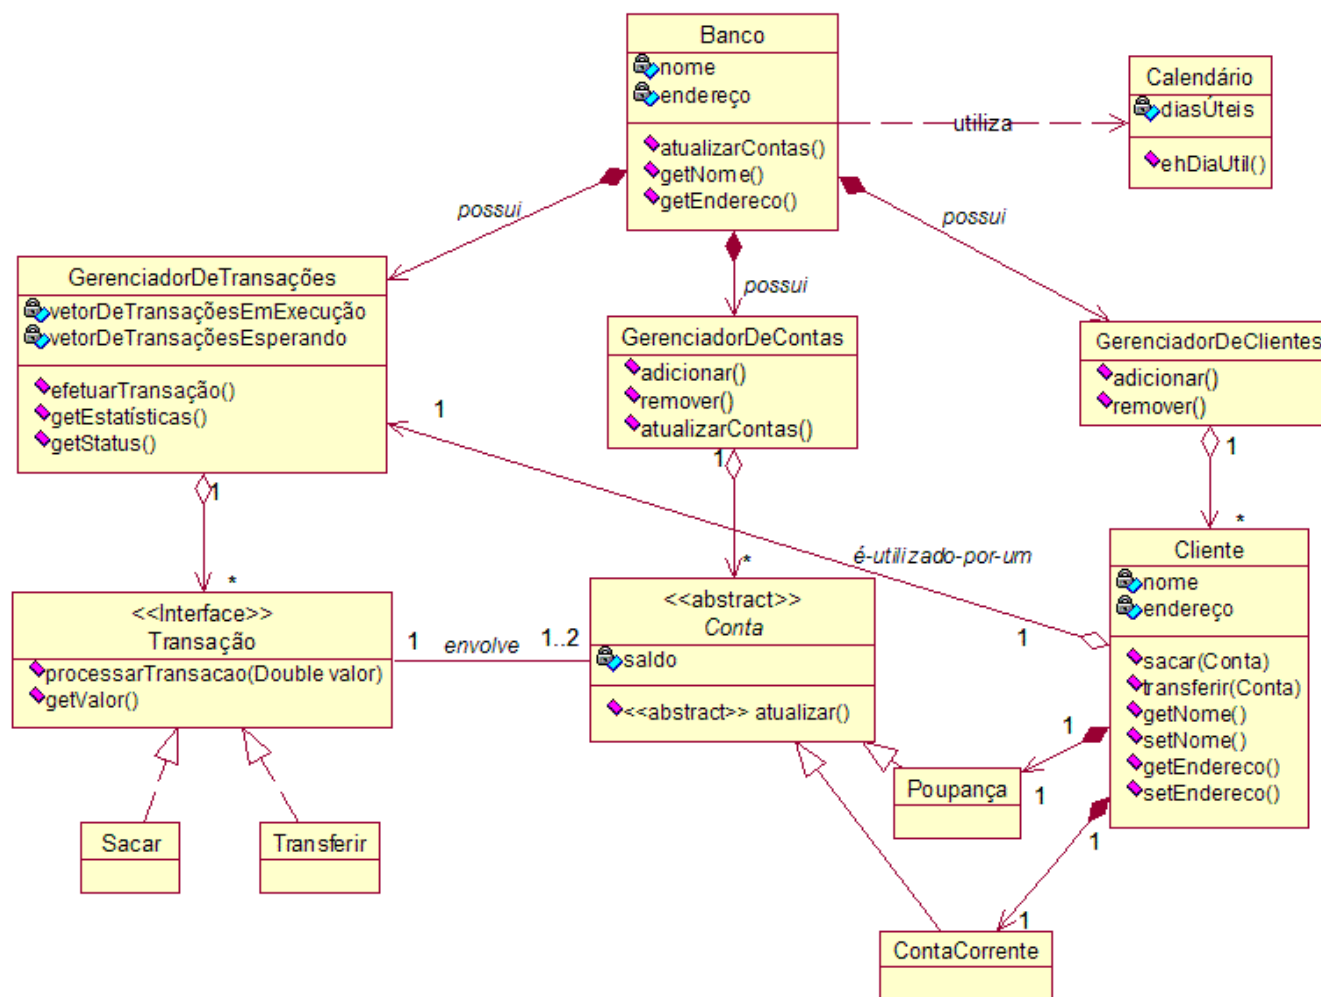 Banco
nome
endereço
atualizarContas()
getNome()
getEndereco()
utiliza
Calendário
diasÚteis
ehDiaUtil()
possui
possui
possui
GerenciadorDeTransações
vetorDeTransaçõesEmExecução
vetorDeTransaçõesEsperando
efetuarTransação()
getEstatísticas()
getStatus()
1
1
GerenciadorDeContas
adicionar()
remover()
atualizarContas()
1
GerenciadorDeClientes
adicionar()
remover()
1
*
*
*
é-utilizado-por-um
1
<<Interface>>
Transação
processarTransacao(Double valor)
getValor()
1
envolve
1..2
<<abstract>>
Conta
saldo
<<abstract>> atualizar()
Cliente
nome
endereço
sacar(Conta)
transferir(Conta)
getNome()
setNome()
getEndereco()
setEndereco()
1
1
1
1
Poupança
Sacar
Transferir
ContaCorrente